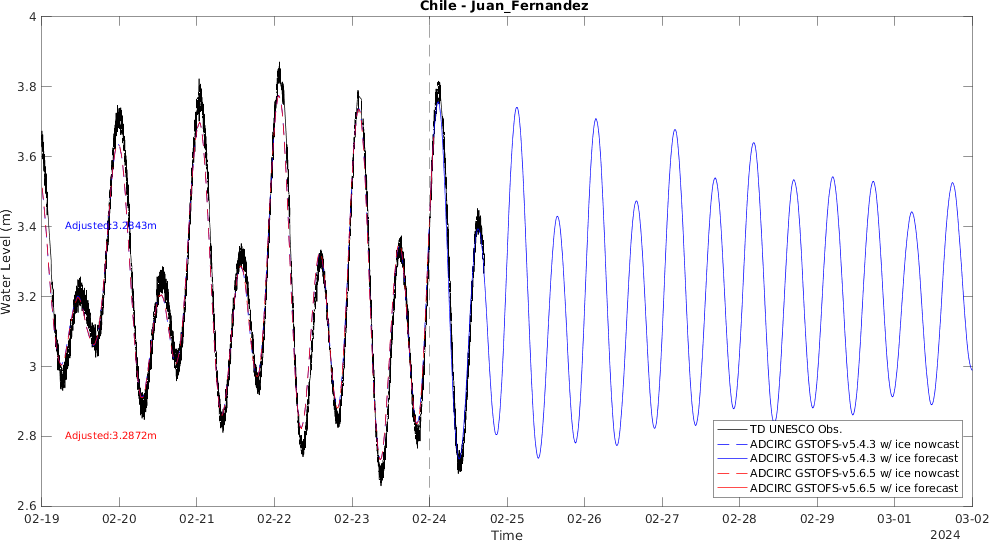 Chile - Juan_Fernandez
4
3.8
3.6
3.4
3.2
3
2.8
2.6
Water Level (m)
Adjusted:3.2843m
Adjusted:3.2872m
TD UNESCO Obs.
ADCIRC GSTOFS-v5.4.3 w/ ice nowcast
ADCIRC GSTOFS-v5.4.3 w/ ice forecast
ADCIRC GSTOFS-v5.6.5 w/ ice nowcast
ADCIRC GSTOFS-v5.6.5 w/ ice forecast
02-19 02-20 02-21 02-22 02-23 02-24 02-25 02-26 02-27 02-28 02-29 03-01 03-02
Time
2024